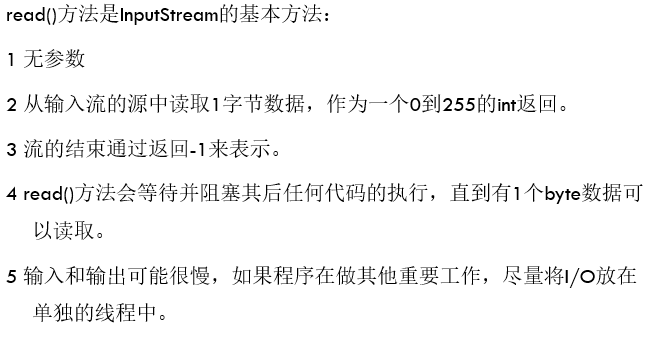 read()方法是InputStream的基本方法：
1 无参数
2 从输入流的源中读取1字节数据，作为一个0到255的int返回。
3 流的结束通过返回-1来表示。
4 read()方法会等待并阻塞其后任何代码的执行，直到有1个byte数据可
以读取。
5 输入和输出可能很慢，如果程序在做其他重要工作，尽量将I/O放在
单独的线程中。